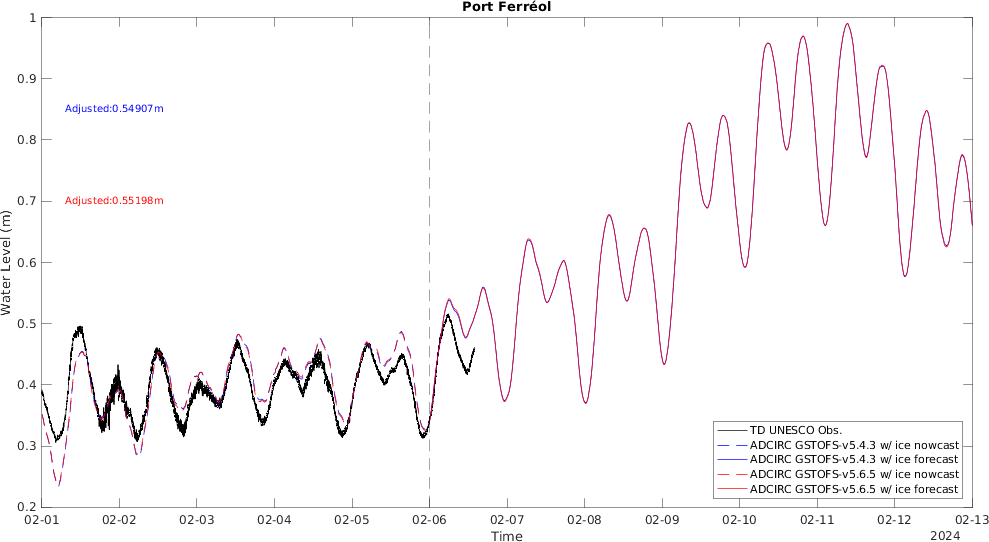 Port Ferréol
Water Level (m)
1
0.9
0.8
0.7
0.6
0.5
0.4
0.3
0.2
Adjusted:0.54907m
Adjusted:0.55198m
TD UNESCO Obs.
ADCIRC GSTOFS-v5.4.3 w/ ice nowcast
ADCIRC GSTOFS-v5.4.3 w/ ice forecast
ADCIRC GSTOFS-v5.6.5 w/ ice nowcast
ADCIRC GSTOFS-v5.6.5 w/ ice forecast
02-01 02-02 02-03 02-04 02-05 02-06 02-07 02-08 02-09 02-10 02-11 02-12 02-13
Time
2024